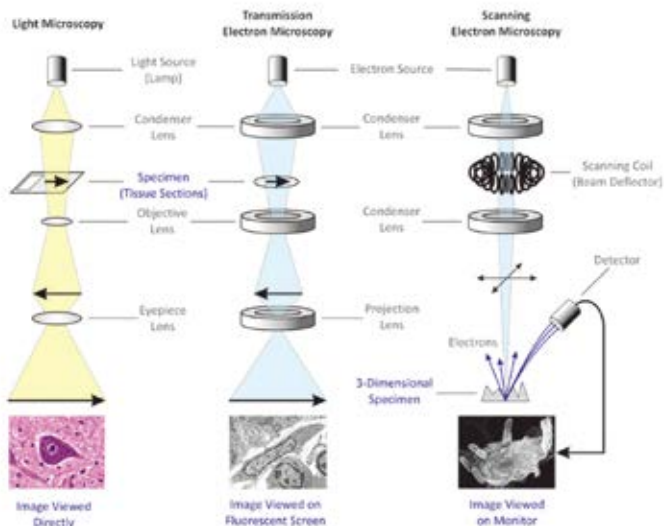 Light Microscopy
Transmission
Electron Microscopy
Scanning
Electron Microscopy
Light Source
(Lamp)
Electron Source
Condenser
Lens
Condenser
Lens
Specimen
(Tissue Sections)
Scanning Coil
(Beam Deflector)
Objective
Lens
Condenser
Lens
Detector
Eyepiece
Lens
Projection
Lens
Electrons
3-Dimensional
Specimen
Image Viewed
Directly
Image Viewed on
Fluorescent Screen
Image Viewed
on Monitor